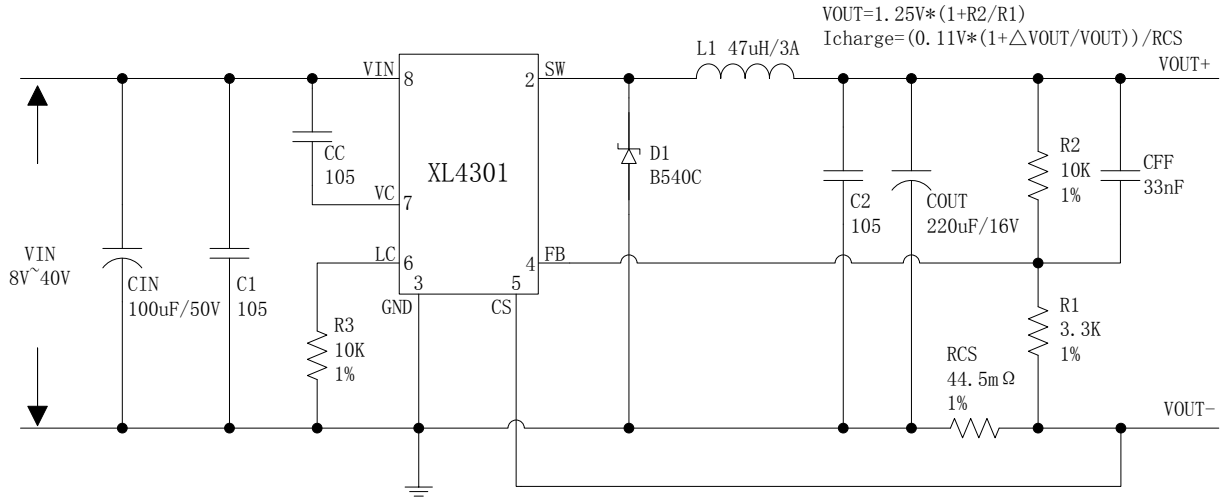 VOUT=1.25V*(1+R2/R1)
Icharge=(0.11V*(1+△VOUT/VOUT))/RCS
L1 47uH/3A
VOUT+
VIN
8
2
SW
CC
105
XL4301
D1
B540C
R2
10K
1%
CFF
33nF
VC
7
C2
105
COUT
220uF/16V
VIN
8V~40V
LC
6
4
FB
CIN
100uF/50V
C1
105
3
5
GND
CS
R3
10K
1%
R1
3.3K
1%
RCS
44.5mΩ
1%
VOUT-